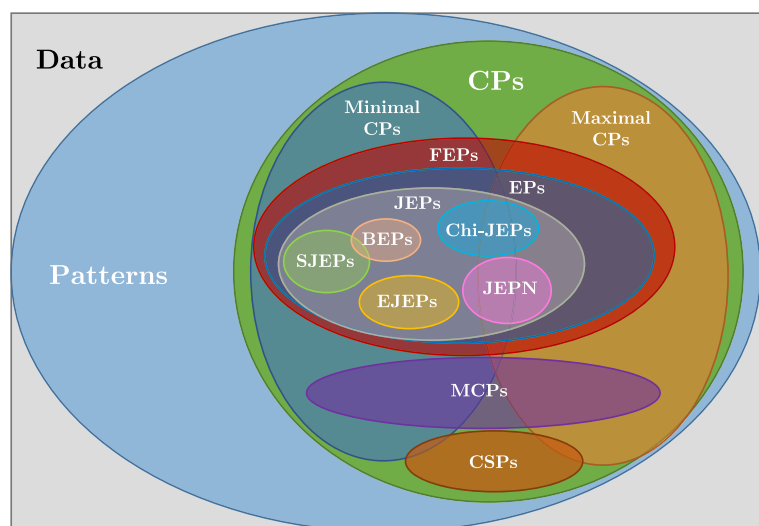 Data
CPs
Minimal
CPs
Maximal
CPs
FEPs
EPs
JEPs
Chi-JEPs
BEPs
SJEPs
Patterns
JEPN
EJEPs
MCPs
CSPs